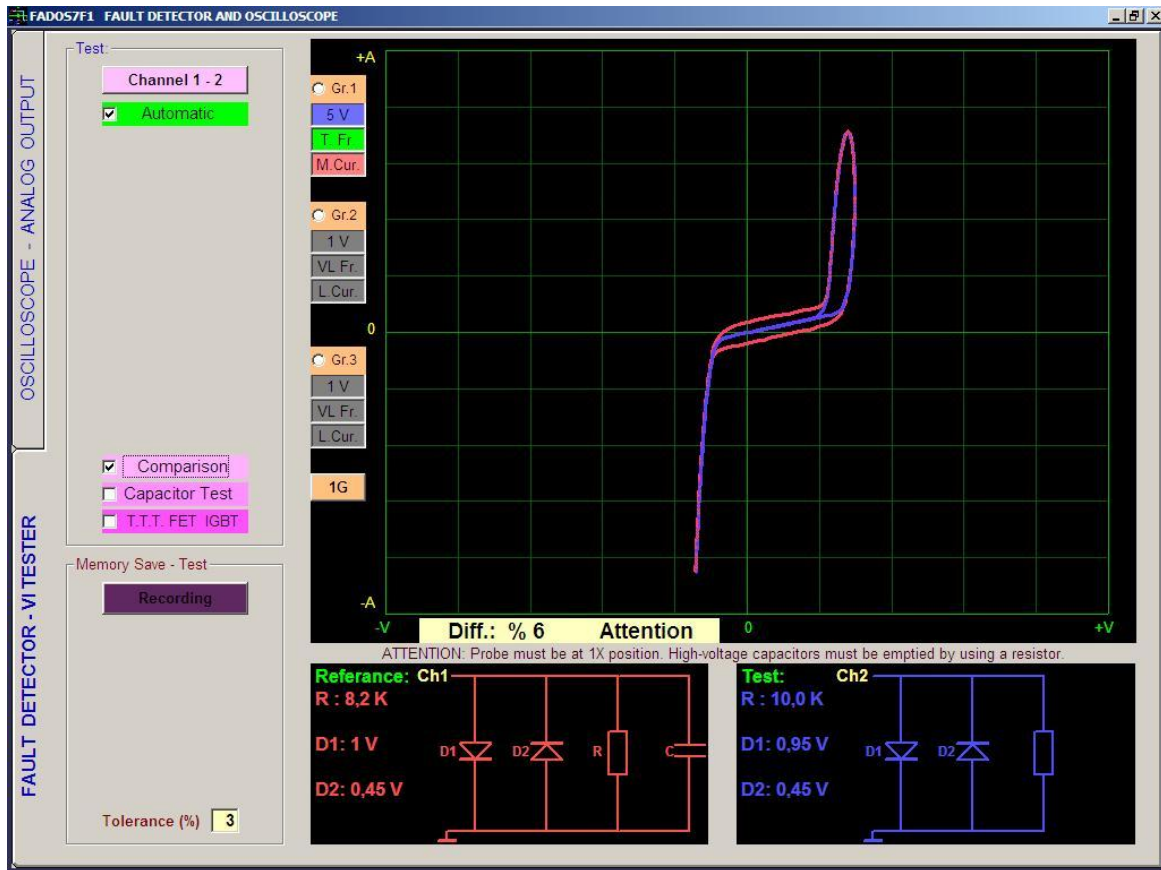 FADOS7F1 FAULT DETECTOR AND OSCILLOSCOPE
OSCILLOSCOPE - ANALOG OUTPUT
FAULT DETECTOR - VI TESTER
Test:
Channel 1 - 2
Automatic
Comparison
Capacitor Test
T.T.T. FET IGBT
Memory Save - Test
Recording
Tolerance (%) 3
+A
Gr.1
5 V
T. Fr
M.Cur.
Gr.2
1 V
VL Fr.
L.Cur.
0
Gr.3
1 V
VL Fr.
L.Cur.
1G
-A
-V
Diff.: % 6 Attention
0
+V
ATTENTION: Probe must be at 1X position. High-voltage capacitors must be emptied by using a resistor.
Referance: Ch1
R : 8,2 K
D1: 1 V
D2: 0,45 V
D1
D2
R
C
Test: Ch2
R : 10,0 K
D1: 0,95 V
D2: 0,45 V
D1
D2